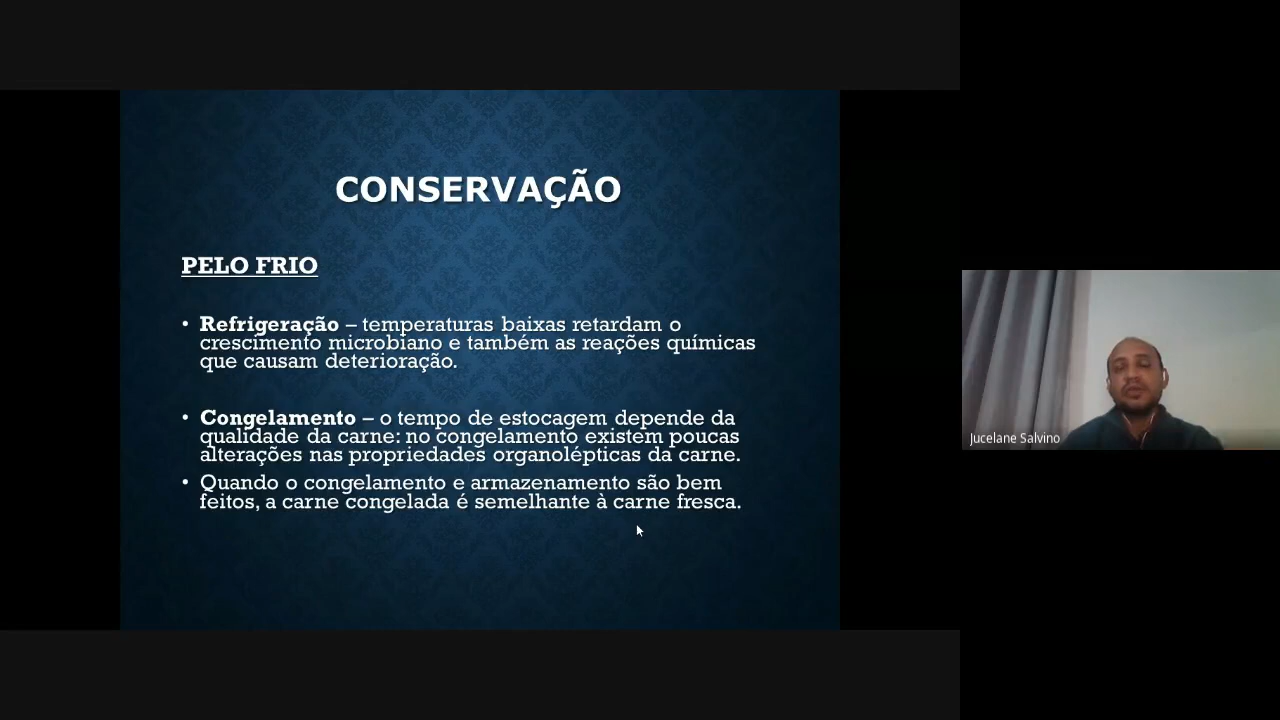 CONSERVAÇÃO
PELO FRIO
• Refrigeração – temperaturas baixas retardam o
crescimento microbiano e também as reações químicas
que causam deterioração.
• Congelamento – o tempo de estocagem depende da
qualidade da carne: no congelamento existem poucas
alterações nas propriedades organolépticas da carne.
• Quando o congelamento e armazenamento são bem
feitos, a carne congelada é semelhante à carne fresca.
Jucelane Salvino